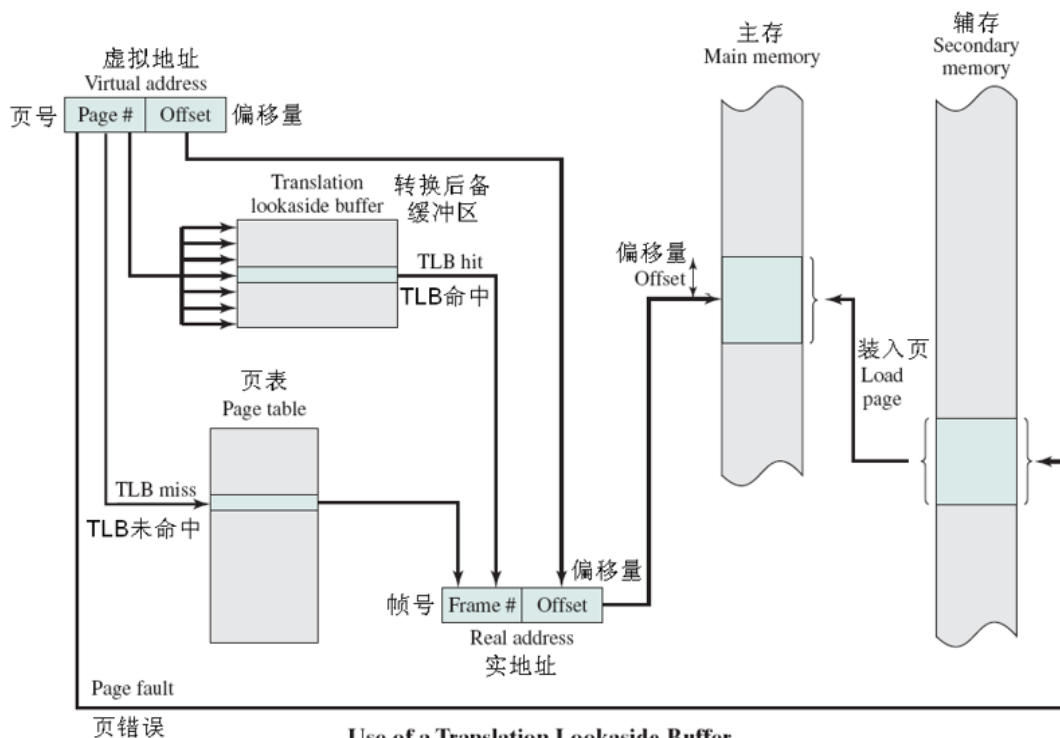 虚拟地址
Virtual address
页号
Page #
Offset
偏移量
主存
Main memory
辅存
Secondary
memory
Translation
lookaside buffer
转换后备
缓冲区
TLB hit
TLB命中
偏移量
Offset
装入页
Load
page
页表
Page table
TLB miss
TLB未命中
偏移量
帧号
Frame #
Offset
Real address
实地址
Page fault
页错误
Use of a Translation Lookaside Buffer